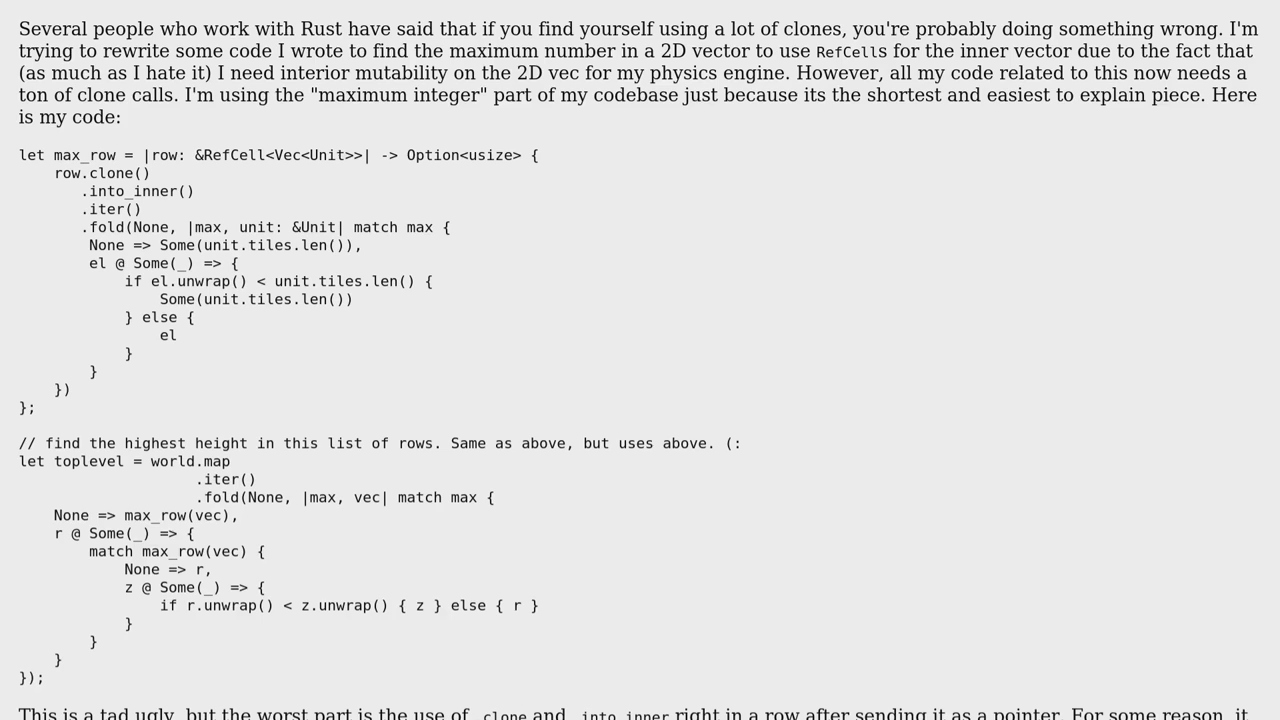 Several people who work with Rust have said that if you find yourself using a lot of clones, you're probably doing something wrong. I'm
trying to rewrite some code I wrote to find the maximum number in a 2D vector to use RefCells for the inner vector due to the fact that
(as much as I hate it) I need interior mutability on the 2D vec for my physics engine. However, all my code related to this now needs a
ton of clone calls. I'm using the "maximum integer" part of my codebase just because its the shortest and easiest to explain piece. Here
is my code:
let max_row = |row: &RefCell<Vec<Unit>>| -> Option<usize> {
    row.clone()
       .into_inner()
       .iter()
       .fold(None, |max, unit: &Unit| match max {
        None => Some(unit.tiles.len()),
        el @ Some(_) => {
            if el.unwrap() < unit.tiles.len() {
                Some(unit.tiles.len())
            } else {
                el
            }
        }
    })
};
// find the highest height in this list of rows. Same as above, but uses above. (:
let toplevel = world.map
                    .iter()
                    .fold(None, |max, vec| match max {
    None => max_row(vec),
    r @ Some(_) => {
        match max_row(vec) {
            None => r,
            z @ Some(_) => {
                if r.unwrap() < z.unwrap() { z } else { r }
            }
        }
    }
});
This is a tad ugly, but the worst part is the use of .clone and .into_inner right in a row after sending it as a pointer. For some reason, it